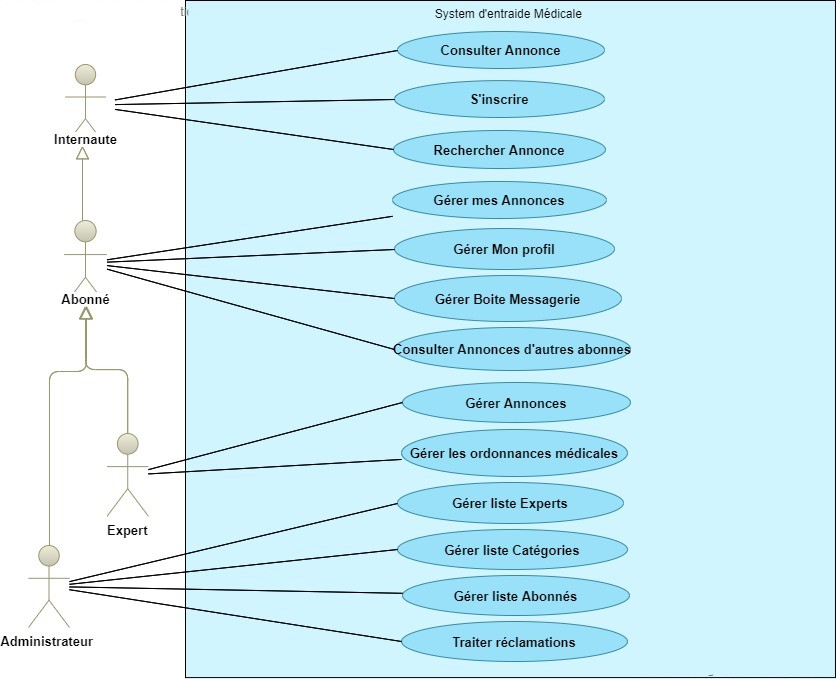 System d'entraide Médicale
Consulter Annonce
S'inscrire
Internaute
Rechercher Annonce
Gérer mes Annonces
Gérer Mon profil
Abonné
Gérer Boite Messagerie
Consulter Annonces d'autres abonnes
Gérer Annonces
Gérer les ordonnances médicales
Gérer liste Experts
Expert
Gérer liste Catégories
Gérer liste Abonnés
Administrateur
Traiter réclamations